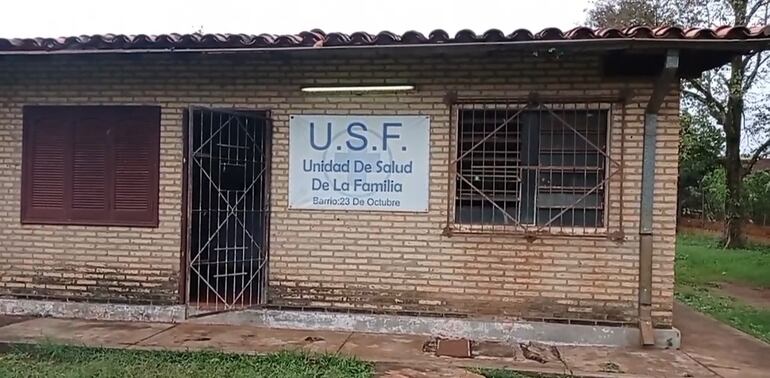 U.S.F.
Unidad De Salud
De La Familia
Barrio:23 De Octubre